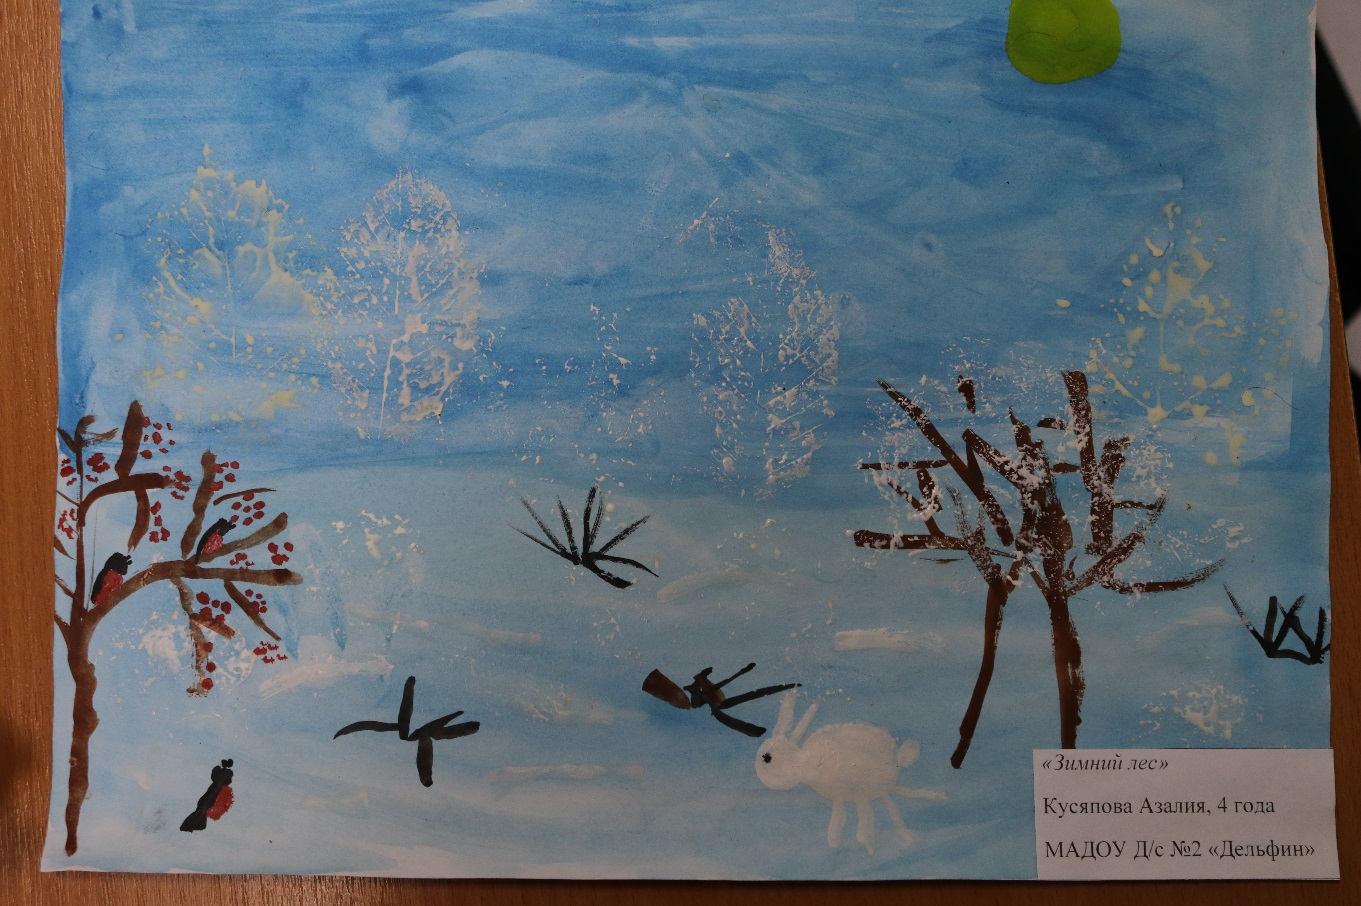 «Зимний лес»
Кусяпова Азалия, 4 года
МАДОУ Д/с №2 «Дельфин»